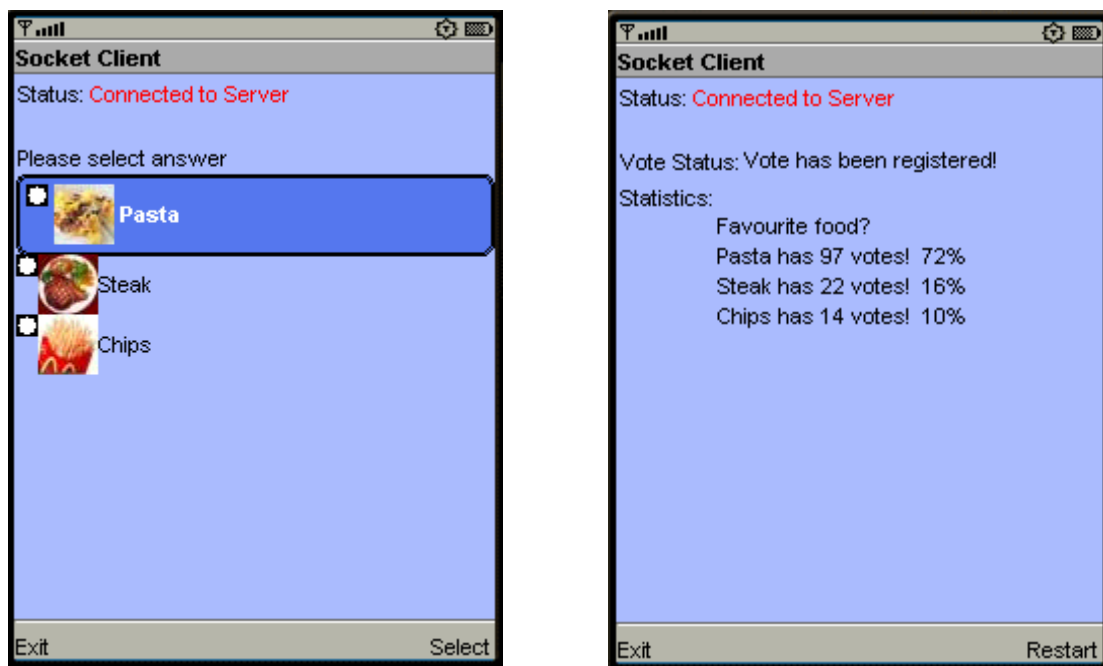 Socket Client
Status: Connected to Server
Please select answer
Pasta
Steak
Chips
Exit Select
Socket Client
Status: Connected to Server
Vote Status: Vote has been registered!
Statistics:
Favourite food?
Pasta has 97 votes! 72%
Steak has 22 votes! 16%
Chips has 14 votes! 10%
Exit Restart